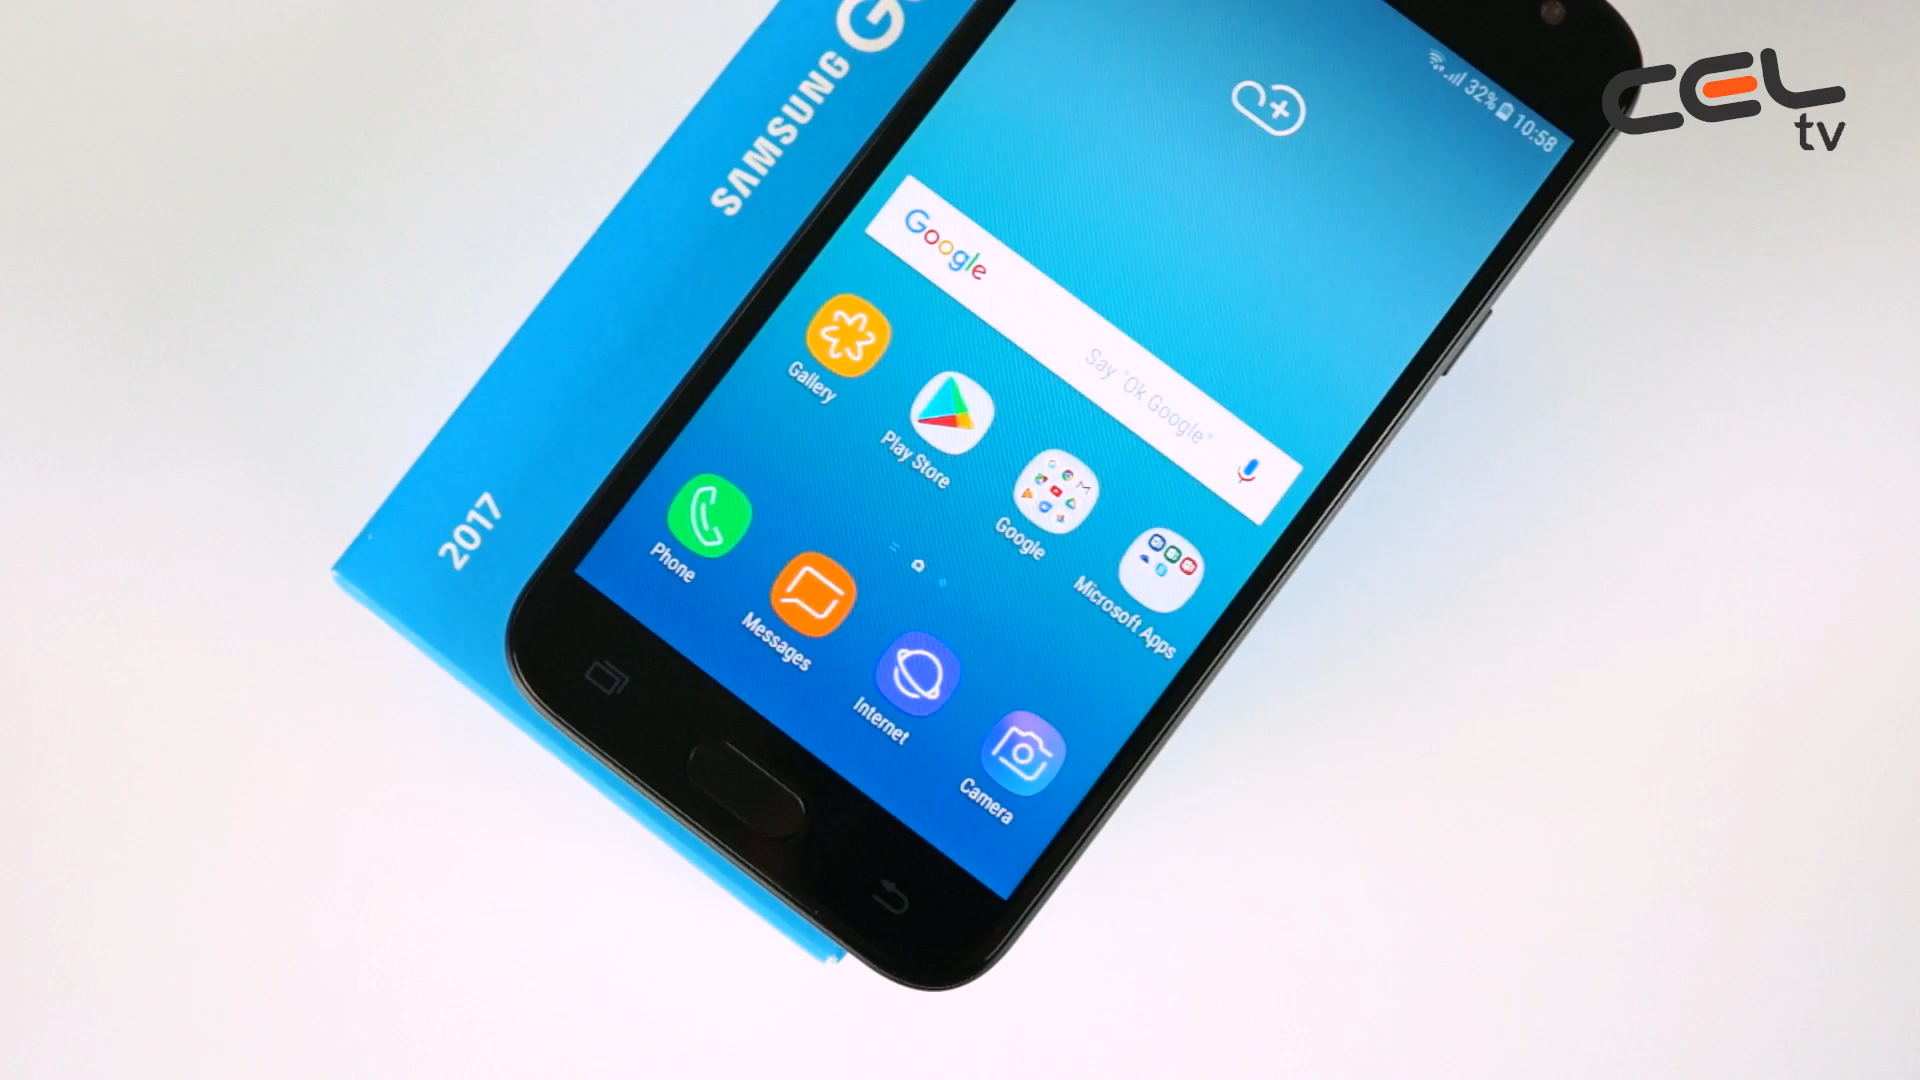 CEL
tv
SAMSUNG
2017
32% 10:58
Google
Say "Ok Google"
Gallery
Play Store
Google
Microsoft Apps
Phone
Messages
Internet
Camera